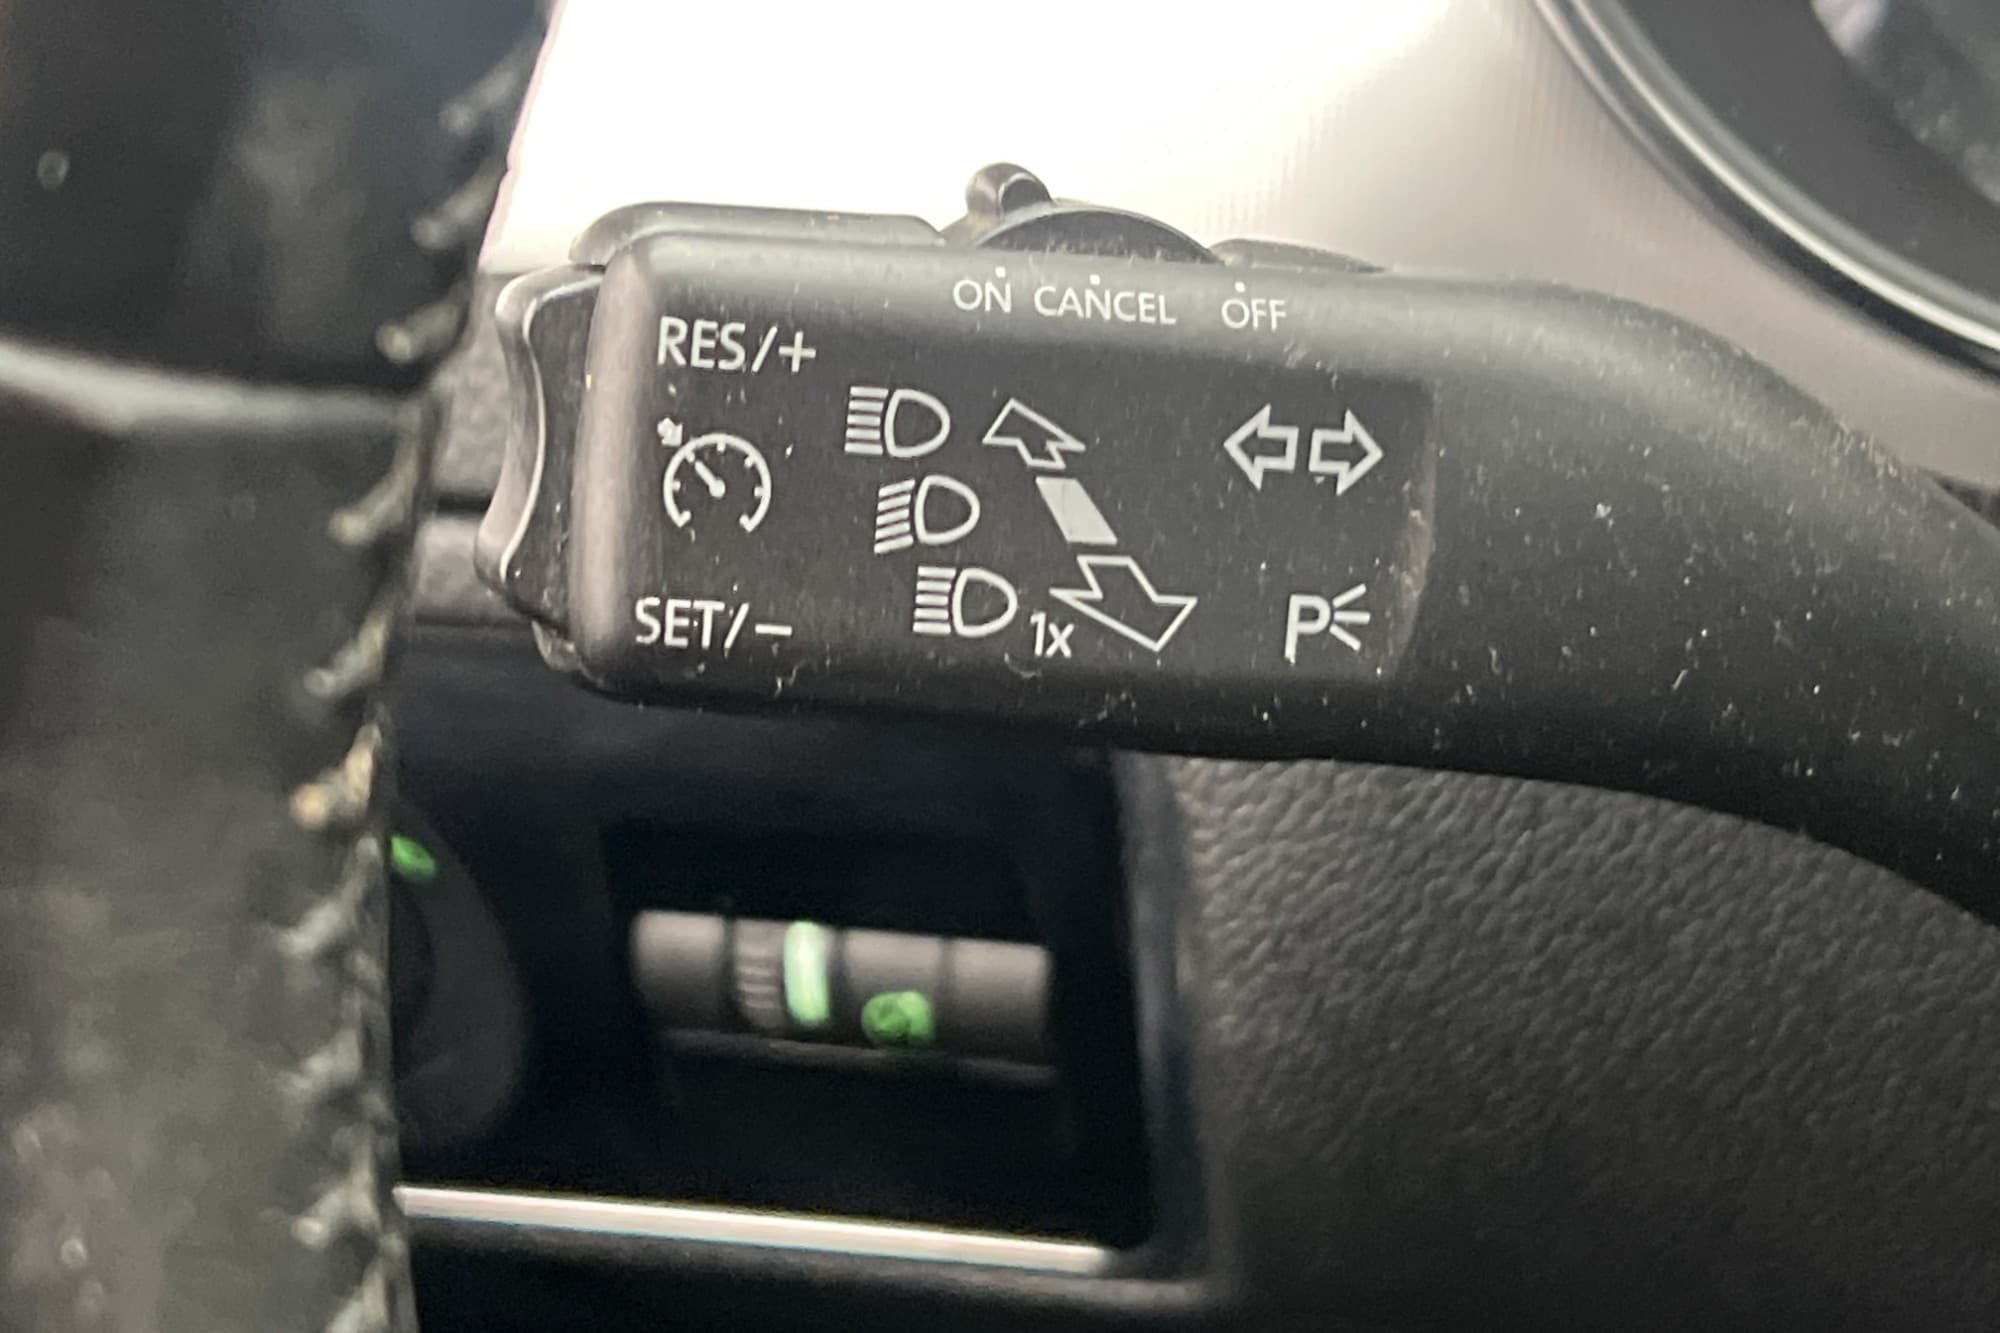 ON CANCEL OFF
RES/+
SET/-
1x
P